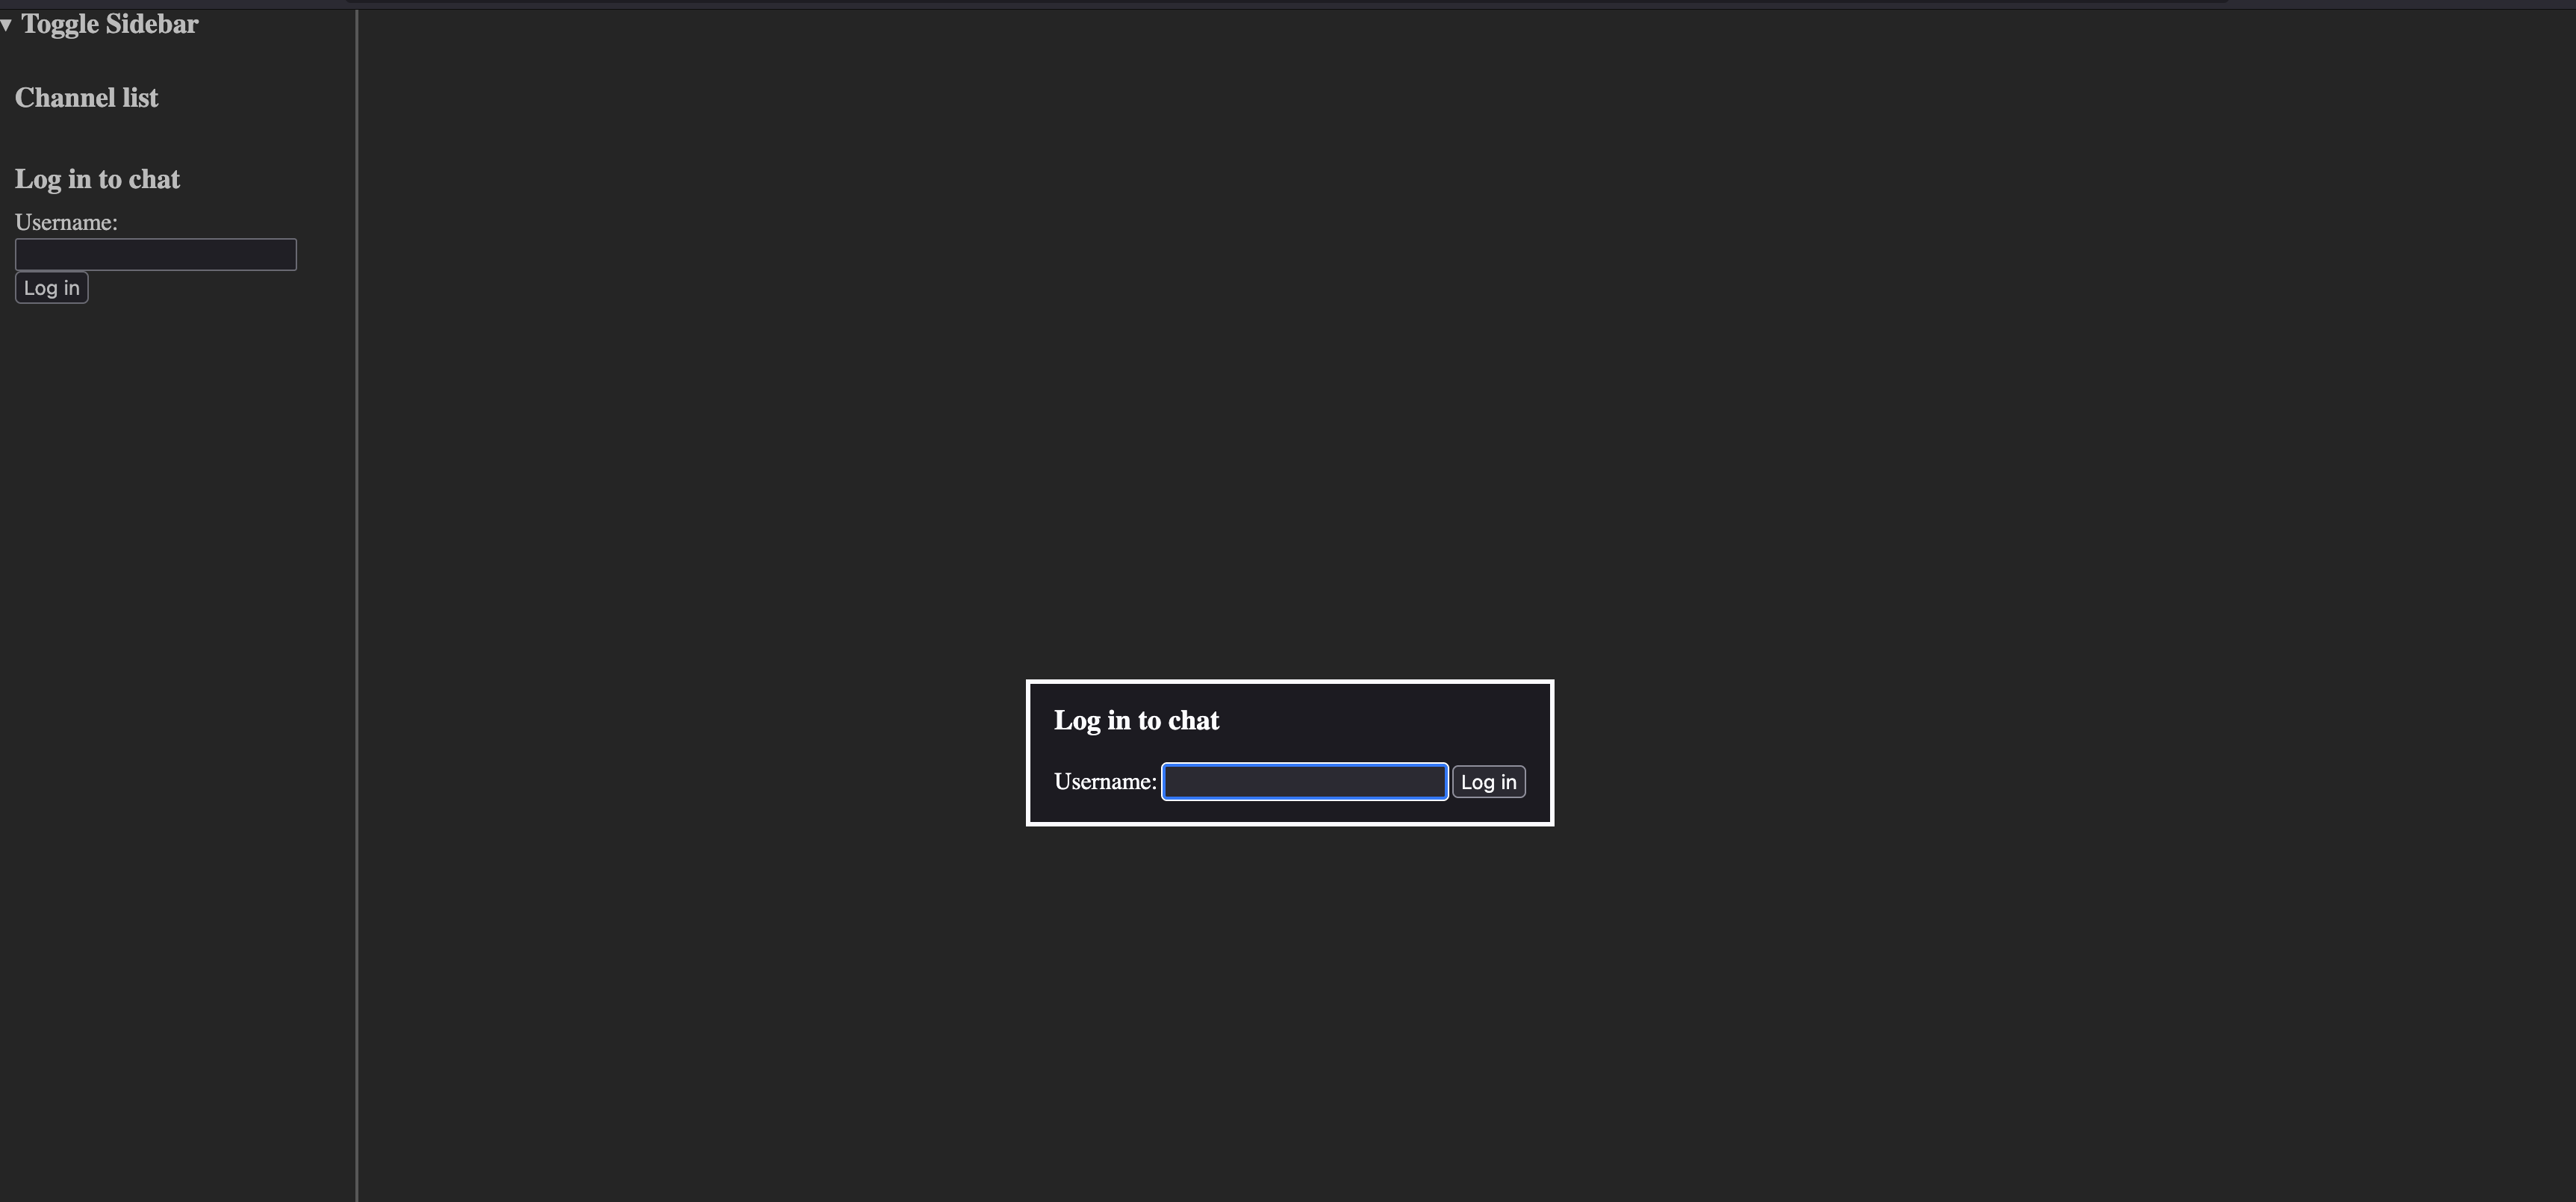 Toggle Sidebar
Channel list
Log in to chat
Username:
Log in
Log in to chat
Username: Log in